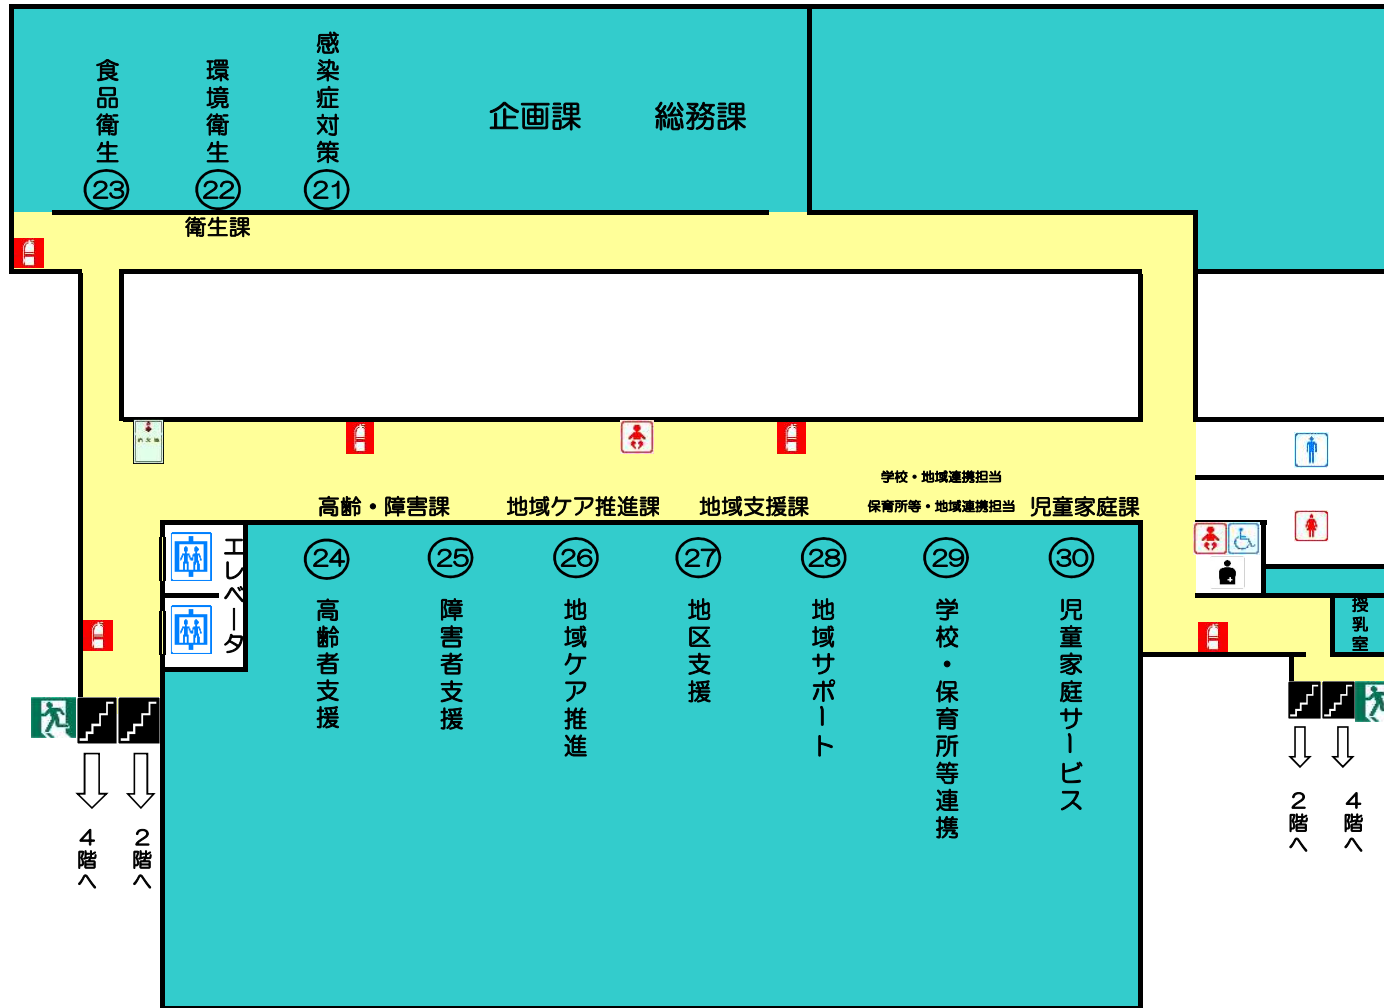 食品衛生
23
環境衛生
22
感染症対策
21
企画課
総務課
衛生課
学校・地域連携担当
高齢・障害課
地域ケア推進課
地域支援課
保育所等・地域連携担当
児童家庭課
エレベータ
24
高齢者支援
25
障害者支援
26
地域ケア推進
27
地区支援
28
地域サポート
29
学校・保育所等連携
30
児童家庭サービス
授乳室
4階へ
2階へ
2階へ
4階へ